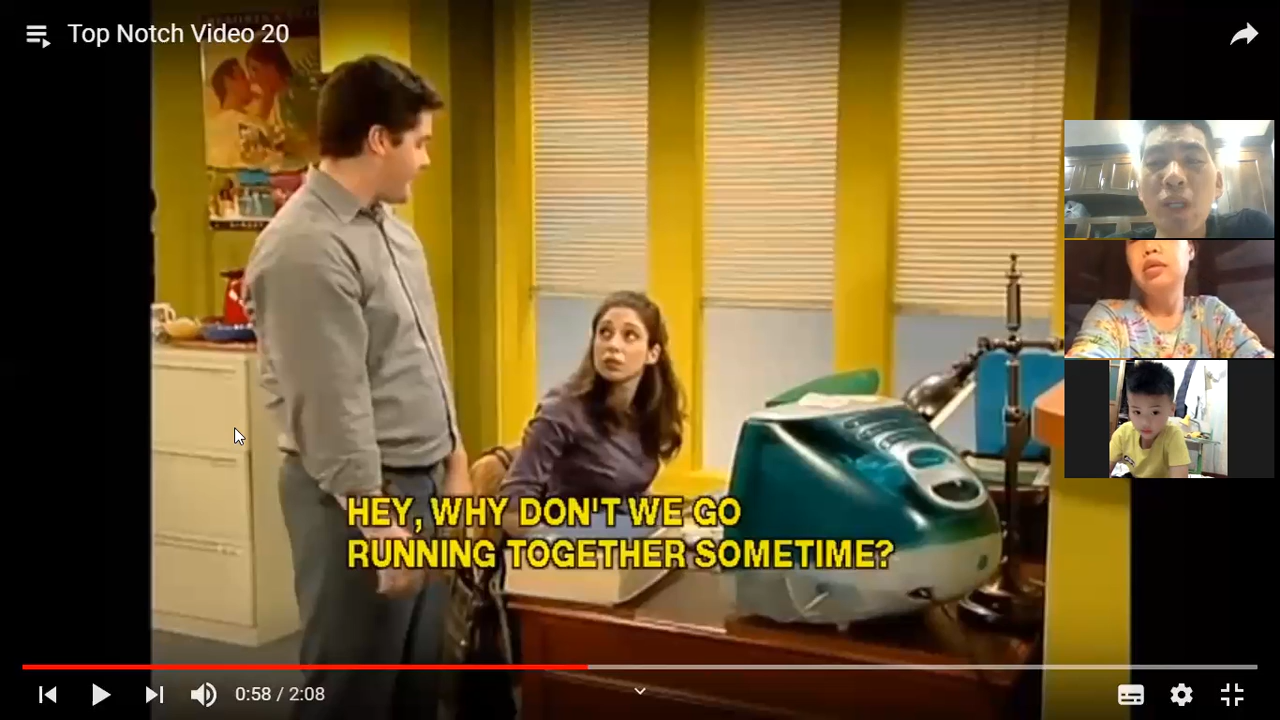 Top Notch Video 20
HEY, WHY DON'T WE GO
RUNNING TOGETHER SOMETIME?
0:58 / 2:08